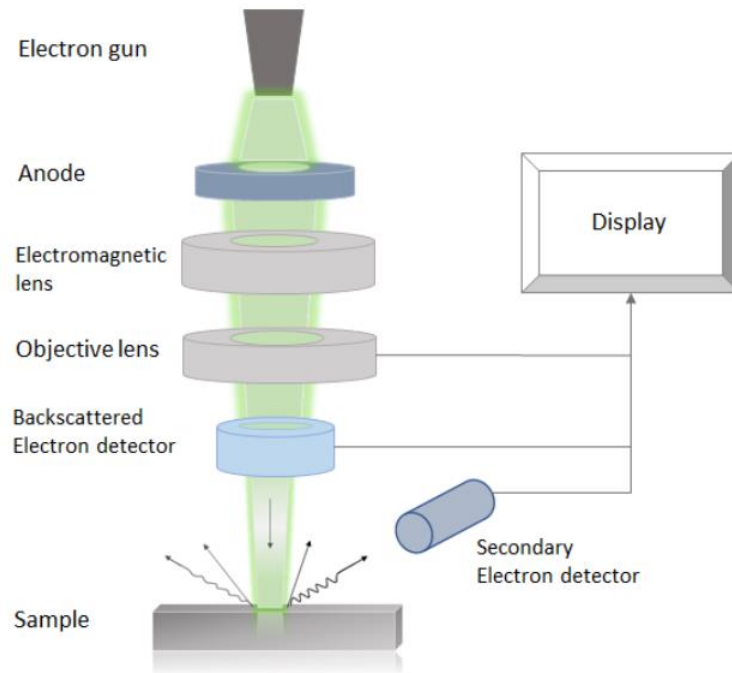 Electron gun
Anode
Electromagnetic
lens
Objective lens
Backscattered
Electron detector
Sample
Display
Secondary
Electron detector